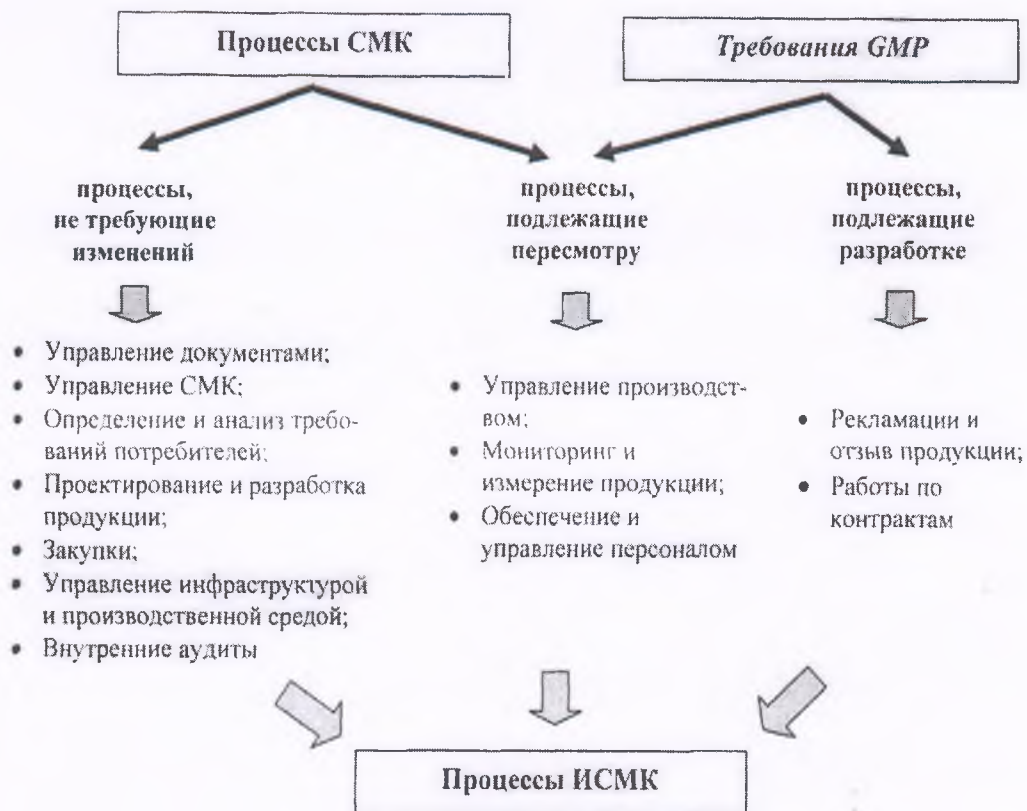 Процессы СМК
Требования GMP
процессы,
не требующие
изменений
процессы,
подлежащие
пересмотру
процессы,
подлежащие
разработке
• Управление документами;
• Управление СМК;
• Определение и анализ требо-
ваний потребителей;
• Проектирование и разработка
продукции;
• Закупки;
• Управление инфраструктурой
и производственной средой;
• Внутренние аудиты
• Управление производст-
вом;
• Мониторинг и
измерение продукции;
• Обеспечение и
управление персоналом
• Рекламации и
отзыв продукции;
• Работы по
контрактам
Процессы ИСМК